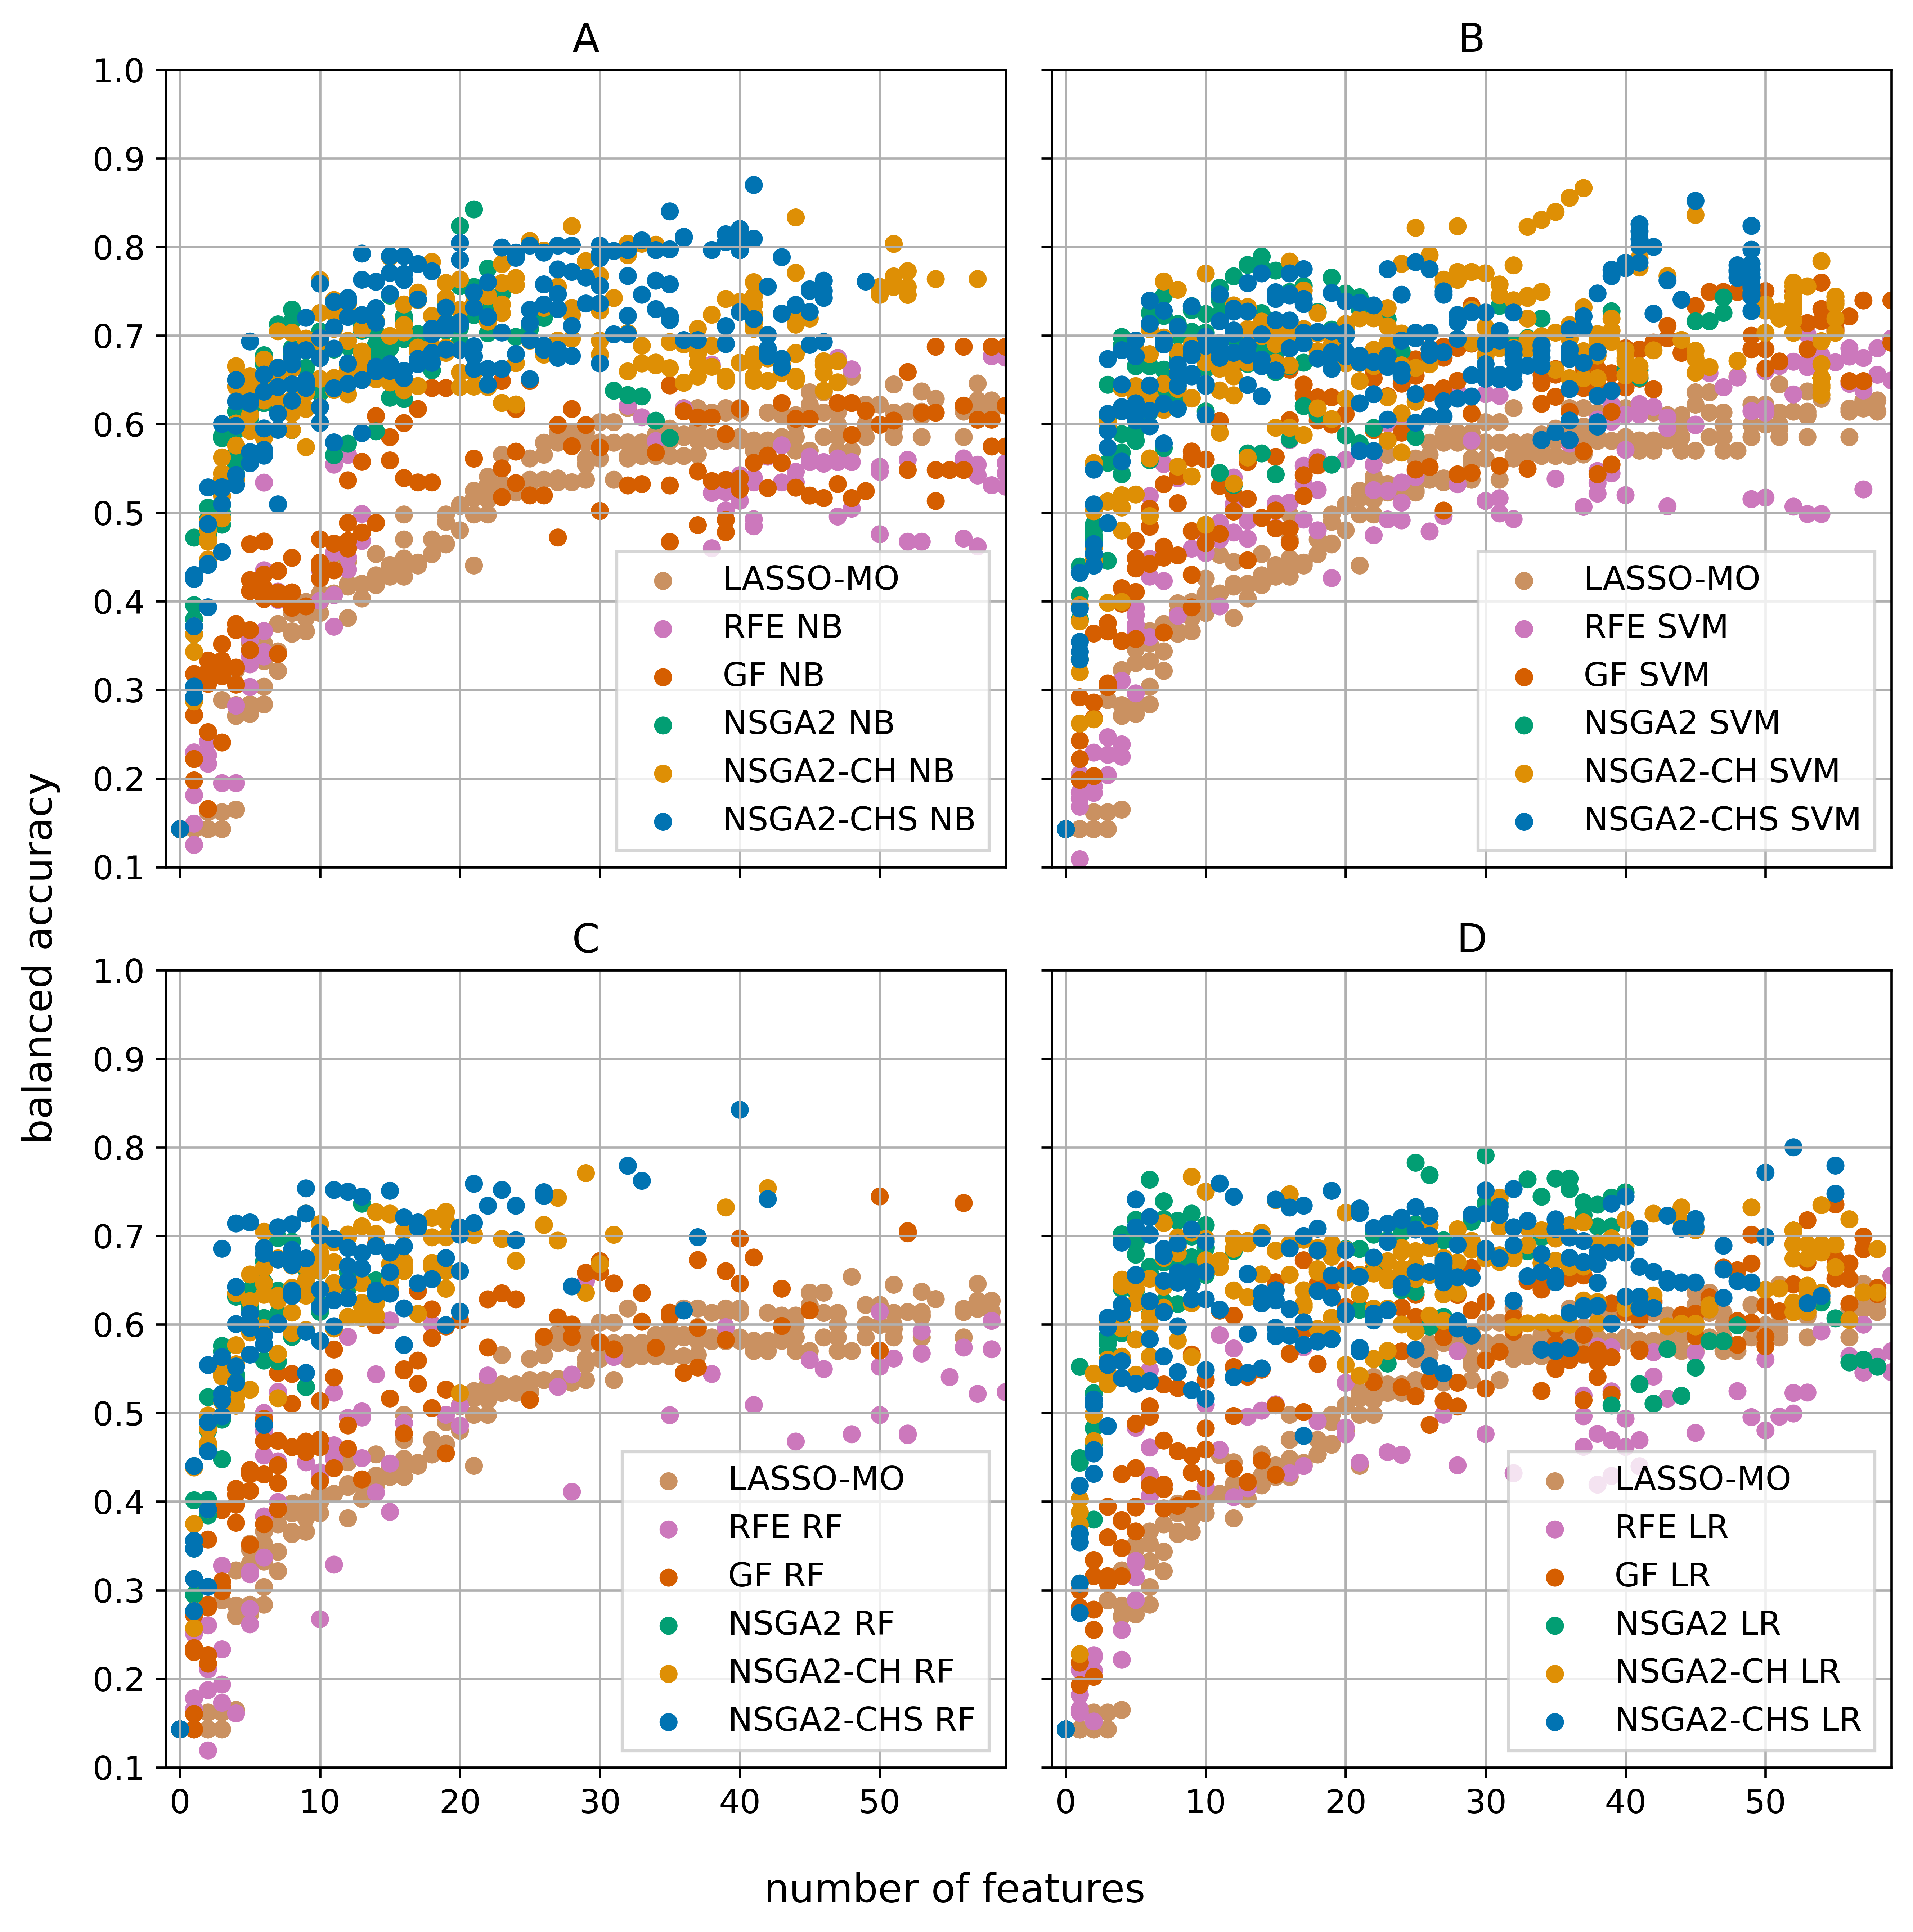 A
B
1.0
0.9
0.8
0.7
0.6
0.5
0.4
0.3
0.2
0.1
LASSO-MO
RFE NB
GF NB
NSGA2 NB
NSGA2-CH NB
NSGA2-CHS NB
LASSO-MO
RFE SVM
GF SVM
NSGA2 SVM
NSGA2-CH SVM
NSGA2-CHS SVM
balanced accuracy
C
D
1.0
0.9
0.8
0.7
0.6
0.5
0.4
0.3
0.2
0.1
LASSO-MO
RFE RF
GF RF
NSGA2 RF
NSGA2-CH RF
NSGA2-CHS RF
LASSO-MO
RFE LR
GF LR
NSGA2 LR
NSGA2-CH LR
NSGA2-CHS LR
0 10 20 30 40 50
0 10 20 30 40 50
number of features